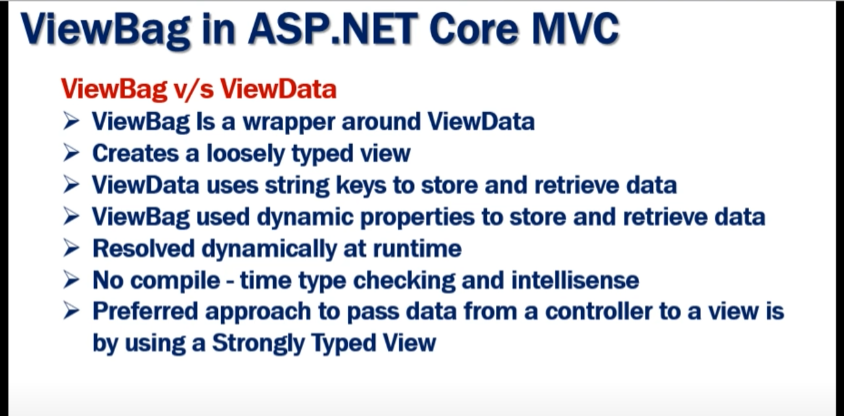 ViewBag in ASP.NET Core MVC
ViewBag v/s ViewData
➢ ViewBag Is a wrapper around ViewData
➢ Creates a loosely typed view
➢ ViewData uses string keys to store and retrieve data
➢ ViewBag used dynamic properties to store and retrieve data
➢ Resolved dynamically at runtime
➢ No compile - time type checking and intellisense
➢ Preferred approach to pass data from a controller to a view is
by using a Strongly Typed View